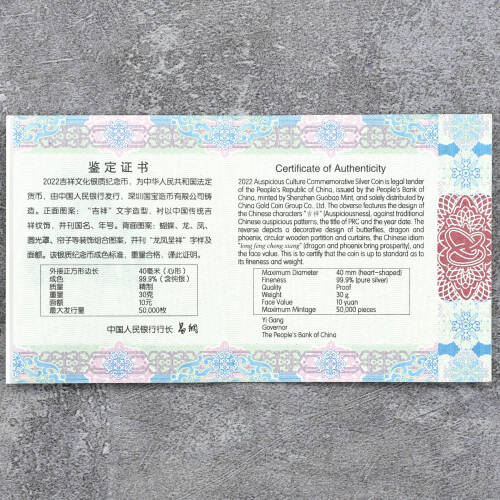 鉴定证书
2022吉祥文化银质纪念币，为中华人民共和国法定
货币，由中国人民银行发行，深圳国宝造币有限公司铸
造。正面图案：“吉祥”文字造型，衬以中国传统吉
祥纹饰，并刊国名、年号。背面图案：蝴蝶、龙、凤、
圆光罩、帘子等装饰组合图案，并刊“龙凤呈祥”字样及
面额。该枚银质纪念币成色标准，重量合格，谨此证明。
外接正方形边长 40毫米（心形）
成色 99.9%（含纯银）
质量 精制
重量 30克
面额 10元
最大发行量 50,000枚
中国人民银行行长 易纲
Certificate of Authenticity
2022 Auspicious Culture Commemorative Silver Coin is legal tender
of the People's Republic of China, issued by the People's Bank of
China, minted by Shenzhen Guobao Mint, and solely distributed by
China Gold Coin Group Co., Ltd. The obverse features the design of
the Chinese characters "吉祥" (Auspiciousness), against traditional
Chinese auspicious patterns, the title of PRC and the year date. The
reverse depicts a decorative design of butterflies, dragon and
phoenix, circular wooden partition and curtains, the Chinese idiom
"long feng cheng xiang" (dragon and phoenix bring prosperity), and
the face value. This is to certify that the coin is up to standard as to
its fineness and weight.
Maximum Diameter 40 mm (heart-shaped)
Fineness 99.9% (pure silver)
Quality Proof
Weight 30 g
Face Value 10 yuan
Maximum Mintage 50,000 pieces
Yi Gang
Governor
The People's Bank of China